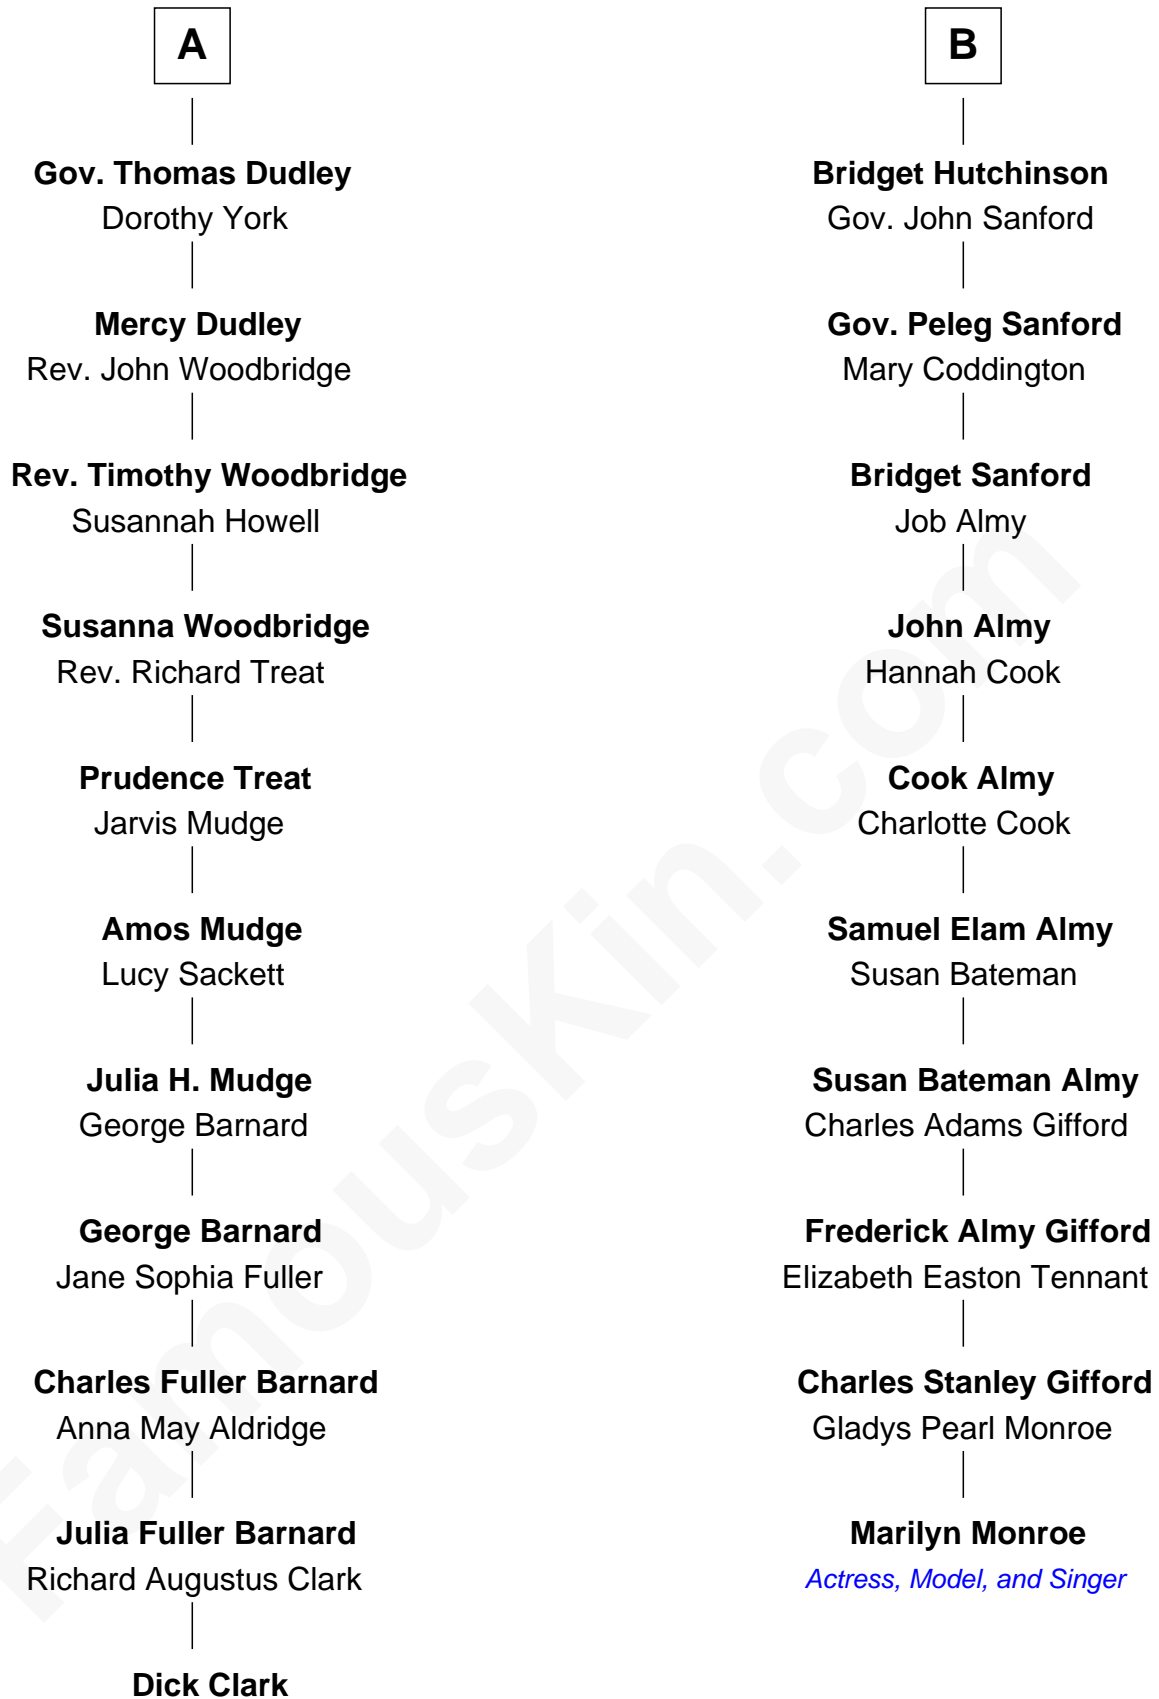 A
B
Gov. Thomas Dudley
Dorothy York
Bridget Hutchinson
Gov. John Sanford
Mercy Dudley
Rev. John Woodbridge
Gov. Peleg Sanford
Mary Coddington
Rev. Timothy Woodbridge
Susannah Howell
Bridget Sanford
Job Almy
Susanna Woodbridge
Rev. Richard Treat
John Almy
Hannah Cook
Prudence Treat
Jarvis Mudge
Cook Almy
Charlotte Cook
Amos Mudge
Lucy Sackett
Samuel Elam Almy
Susan Bateman
Julia H. Mudge
George Barnard
Susan Bateman Almy
Charles Adams Gifford
George Barnard
Jane Sophia Fuller
Frederick Almy Gifford
Elizabeth Easton Tennant
Charles Fuller Barnard
Anna May Aldridge
Charles Stanley Gifford
Gladys Pearl Monroe
Julia Fuller Barnard
Richard Augustus Clark
Marilyn Monroe
Actress, Model, and Singer
Dick Clark
FamousKin.com